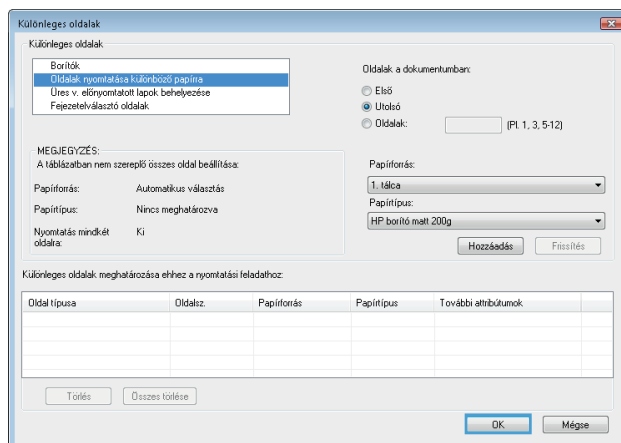 Különleges oldalak
Különleges oldalak
Borítók
Oldalak nyomtatása különböző papírra
Üres v. előnyomtatott lapok behelyezése
Fejezetelválasztó oldalak
Oldalak a dokumentumban:
Első
Utolsó
Oldalak:
(Pl. 1, 3, 5-12)
MEGJEGYZÉS:
A táblázatban nem szereplő összes oldal beállítása:
Papírforrás: Automatikus választás
Papírtípus: Nincs meghatározva
Nyomtatás mindkét oldalra: Ki
Papírforrás:
1. tálca
Papírtípus:
HP borító matt 200g
Hozzáadás Frissítés
Különleges oldalak meghatározása ehhez a nyomtatási feladathoz:
Oldal típusa Oldalsz. Papírforrás Papírtípus További attribútumok
Törlés Összes törlése
OK Mégse